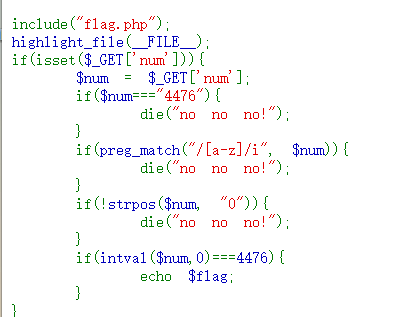 include("flag.php");
highlight_file(__FILE__);
if(isset($_GET['num'])){
$num = $_GET['num'];
if($num==="4476"){
die("no no no!");
}
if(preg_match("/[a-z]/i", $num)){
die("no no no!");
}
if(!strpos($num, "0")){
die("no no no!");
}
if(intval($num,0)===4476){
echo $flag;
}
}